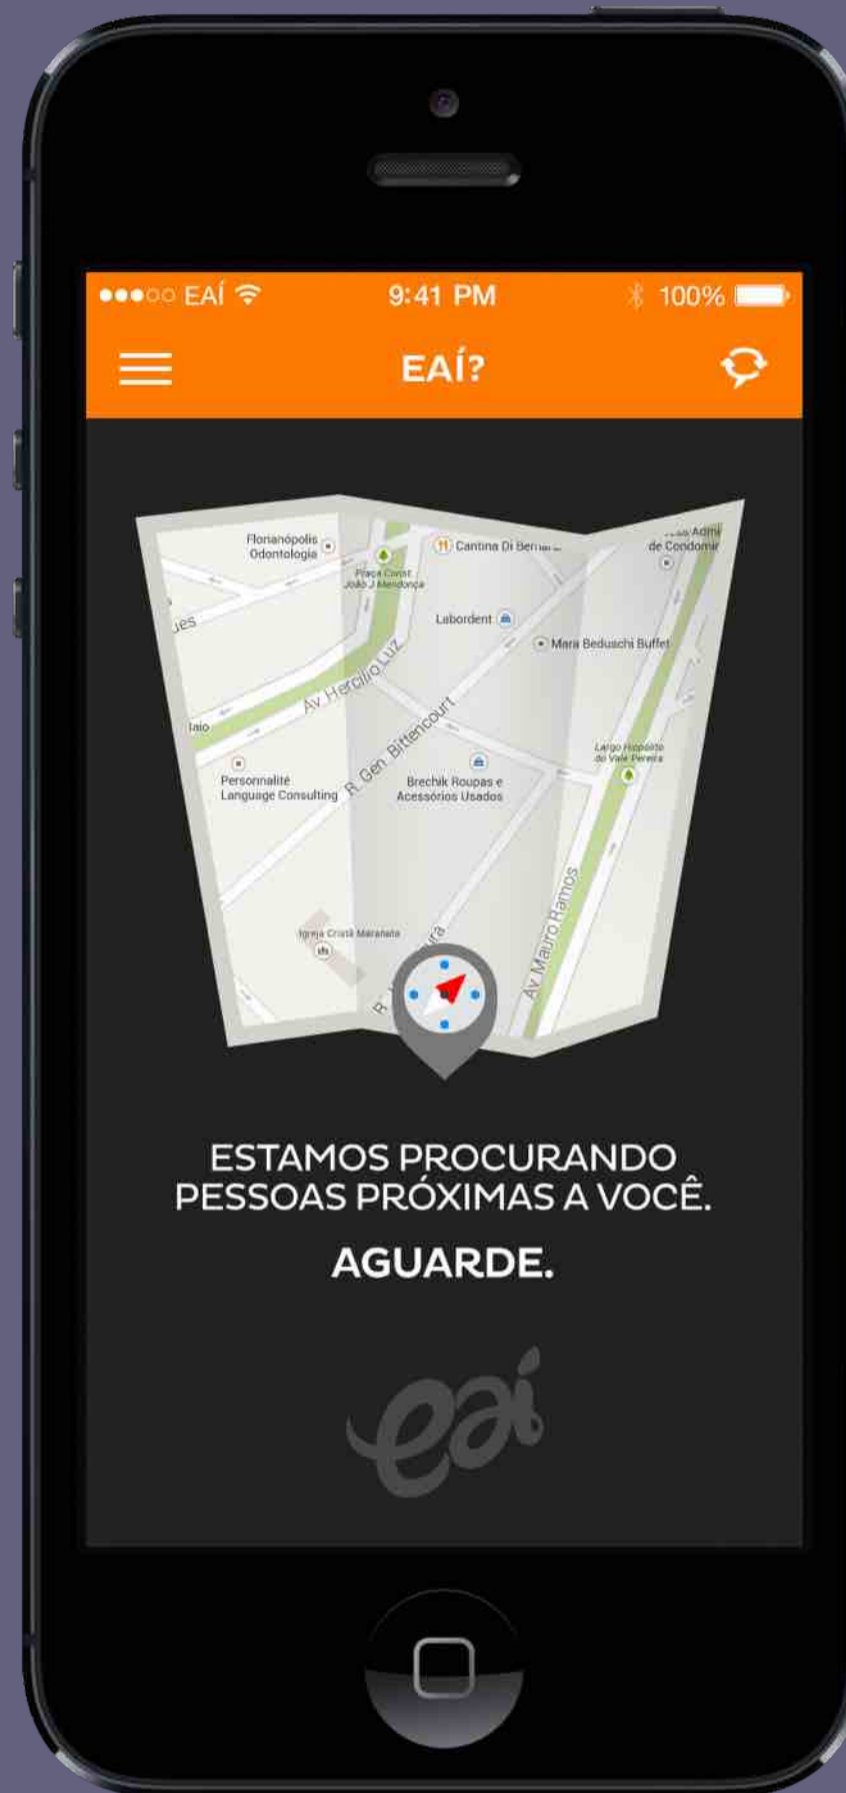 EAÍ 9:41 PM 100%
EAÍ?
Florianópolis
Odontologia
Praça Const.
João J Mendonça
Cantina Di
de Condomir
Labordent
Mara Beduschi Buffet
Av Hercílio Luz
R. Gen. Bittencourt
Largo Hipólito
do Vale Pereira
Personnalité
Language Consulting
Brechik Roupas e
Acessórios Usados
Av Mauro Ramos
Igreja Cristã Maranata
ESTAMOS PROCURANDO
PESSOAS PRÓXIMAS A VOCÊ.
AGUARDE.
eaí